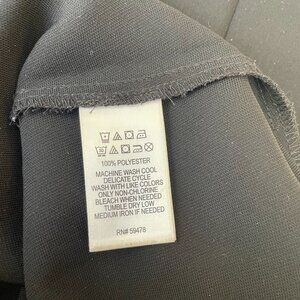 100% POLYESTER
MACHINE WASH COOL
DELICATE CYCLE
WASH WITH LIKE COLORS
ONLY NON-CHLORINE
BLEACH WHEN NEEDED
TUMBLE DRY LOW
MEDIUM IRON IF NEEDED
RN# 59478